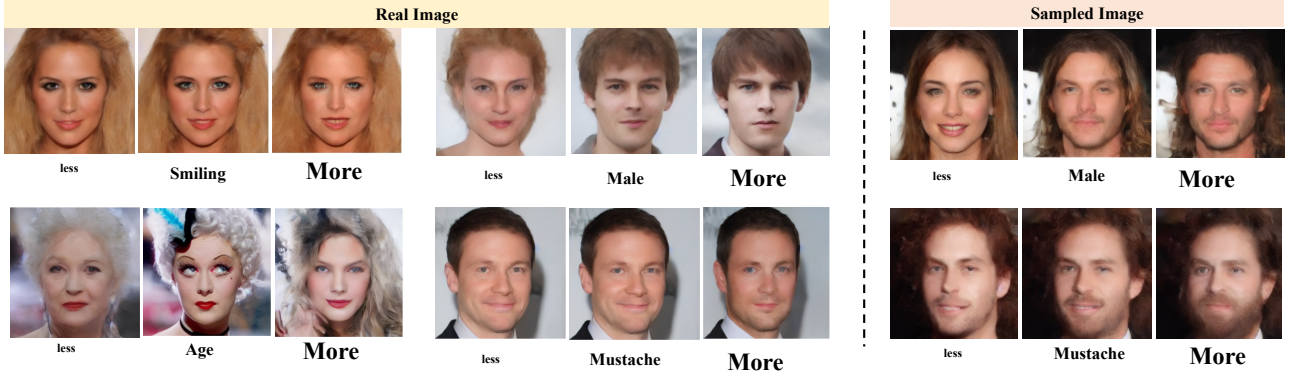 Real Image
Sampled Image
less Smiling More
less Male More
less Male More
less Age More
less Mustache More
less Mustache More